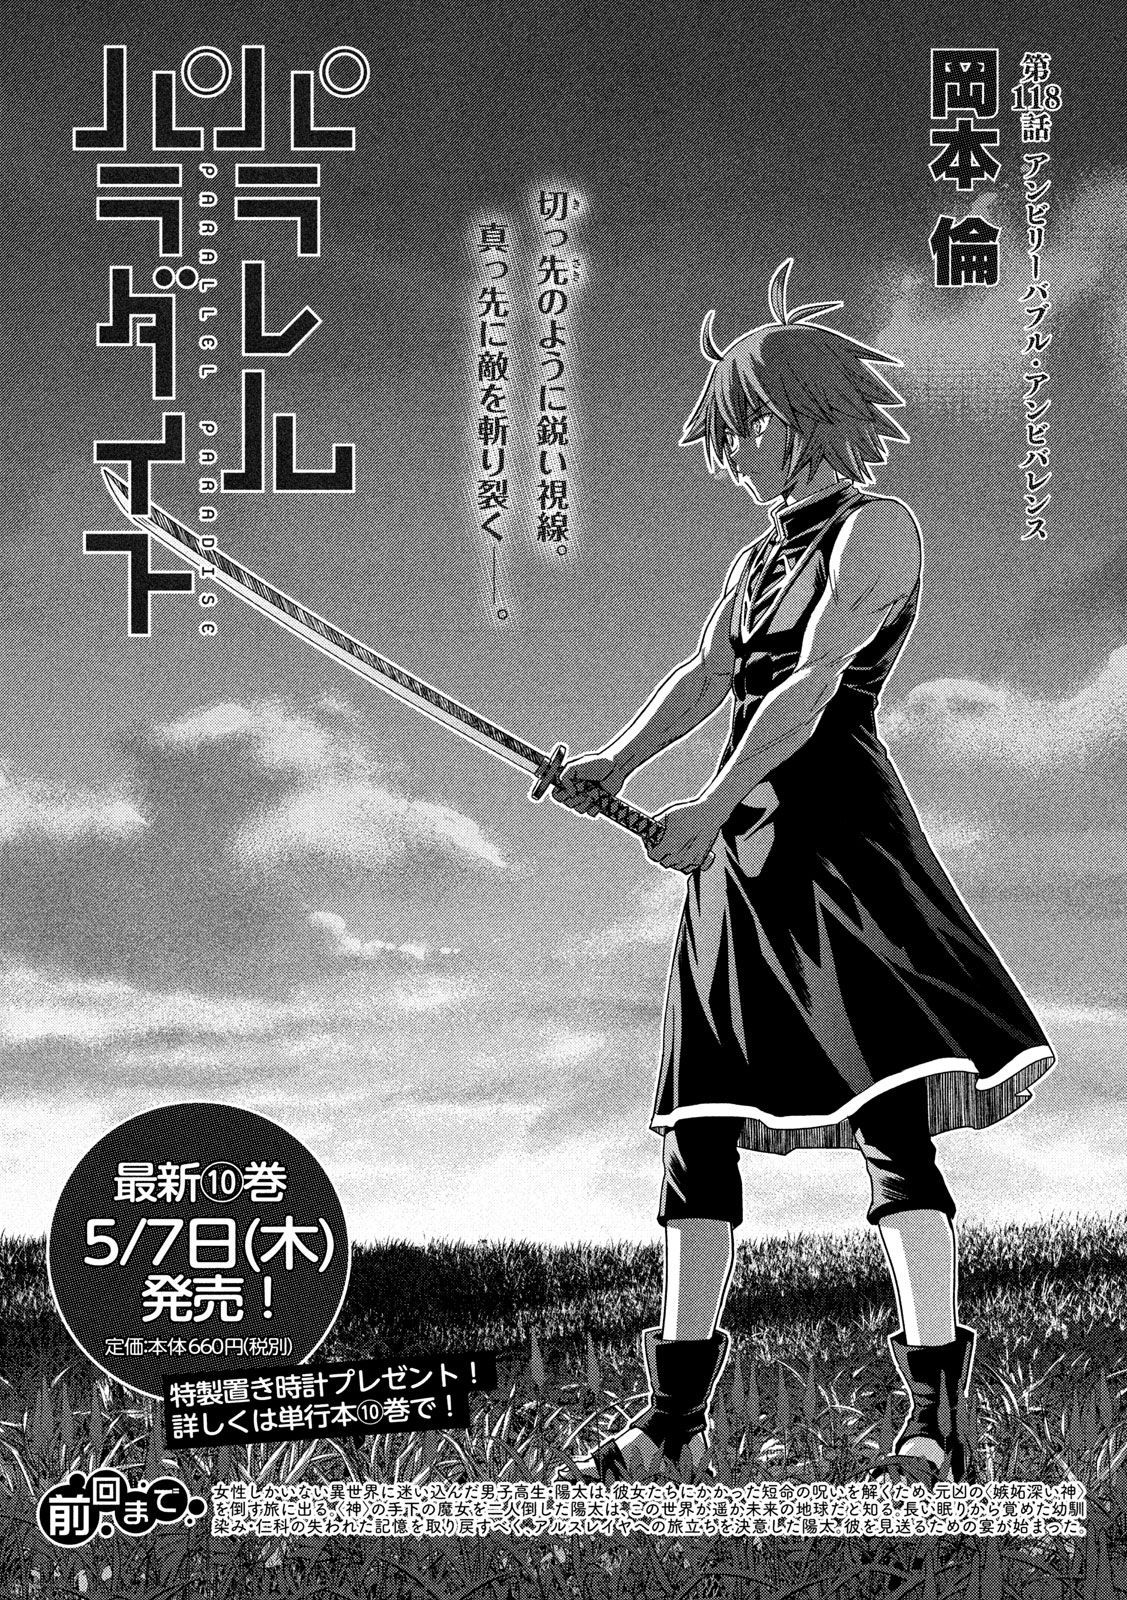 第118話 アンビリーバブル・アンビバレンス
岡本 倫
切っ先のように鋭い視線。
真っ先に敵を斬り裂く――。
パラレル
パラダイス
PARALLEL PARADISE
最新⑩巻
5/7日(木)
発売！
定価:本体660円(税別)
特製置き時計プレゼント！
詳しくは単行本⑩巻で！
前回まで
女性しかいない異世界に迷い込んだ男子高生・陽太は、彼女たちにかかった短命の呪いを解くため、元凶の〈嫉妬深い神〉
を倒す旅に出る。〈神〉の手下の魔女を二人倒した陽太は、この世界が遥か未来の地球だと知る。長い眠りから覚めた幼馴
染み・仁科の失われた記憶を取り戻すべく、アルスレイヤへの旅立ちを決意した陽太。彼を見送るための宴が始まった。